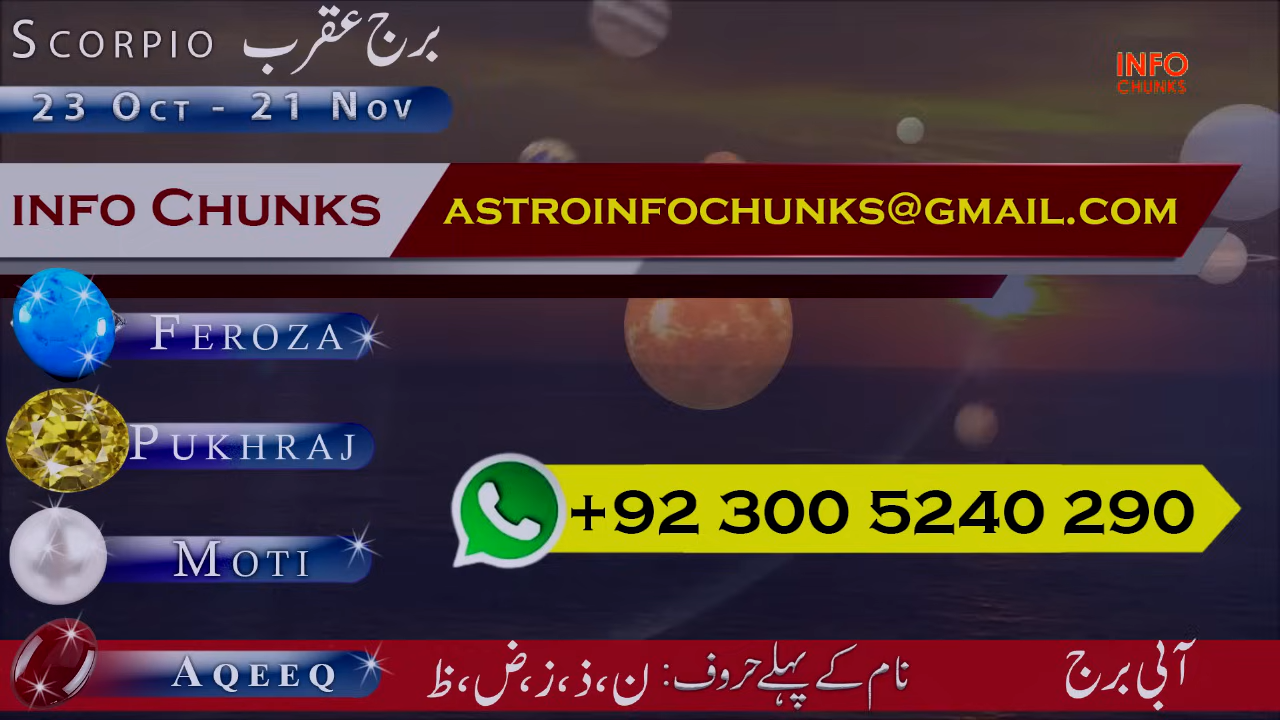 Scorpio برج عقرب
23 Oct - 21 Nov
INFO
CHUNKS
info Chunks
astroinfochunks@gmail.com
Feroza
Pukhraj
Moti
+92 300 5240 290
Aqeeq
نام کے پہلے حروف: ن، ذ، ز، ض، ظ
آبی برج